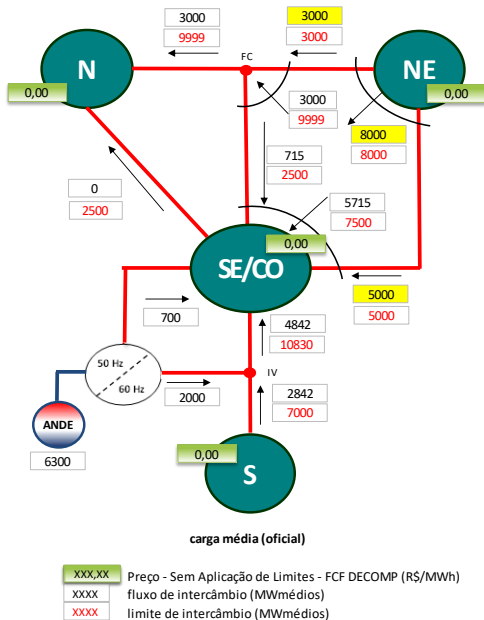 3000
9999
3000
3000
FC
N
NE
0,00
0,00
3000
9999
8000
8000
0
2500
715
2500
5715
7500
0,00
SE/CO
5000
5000
700
4842
10830
50 Hz
60 Hz
IV
2000
2842
7000
ANDE
6300
0,00
S
carga média (oficial)
XXX,XX Preço - Sem Aplicação de Limites - FCF DECOMP (R$/MWh)
XXXX fluxo de intercâmbio (MWmédios)
XXXX limite de intercâmbio (MWmédios)